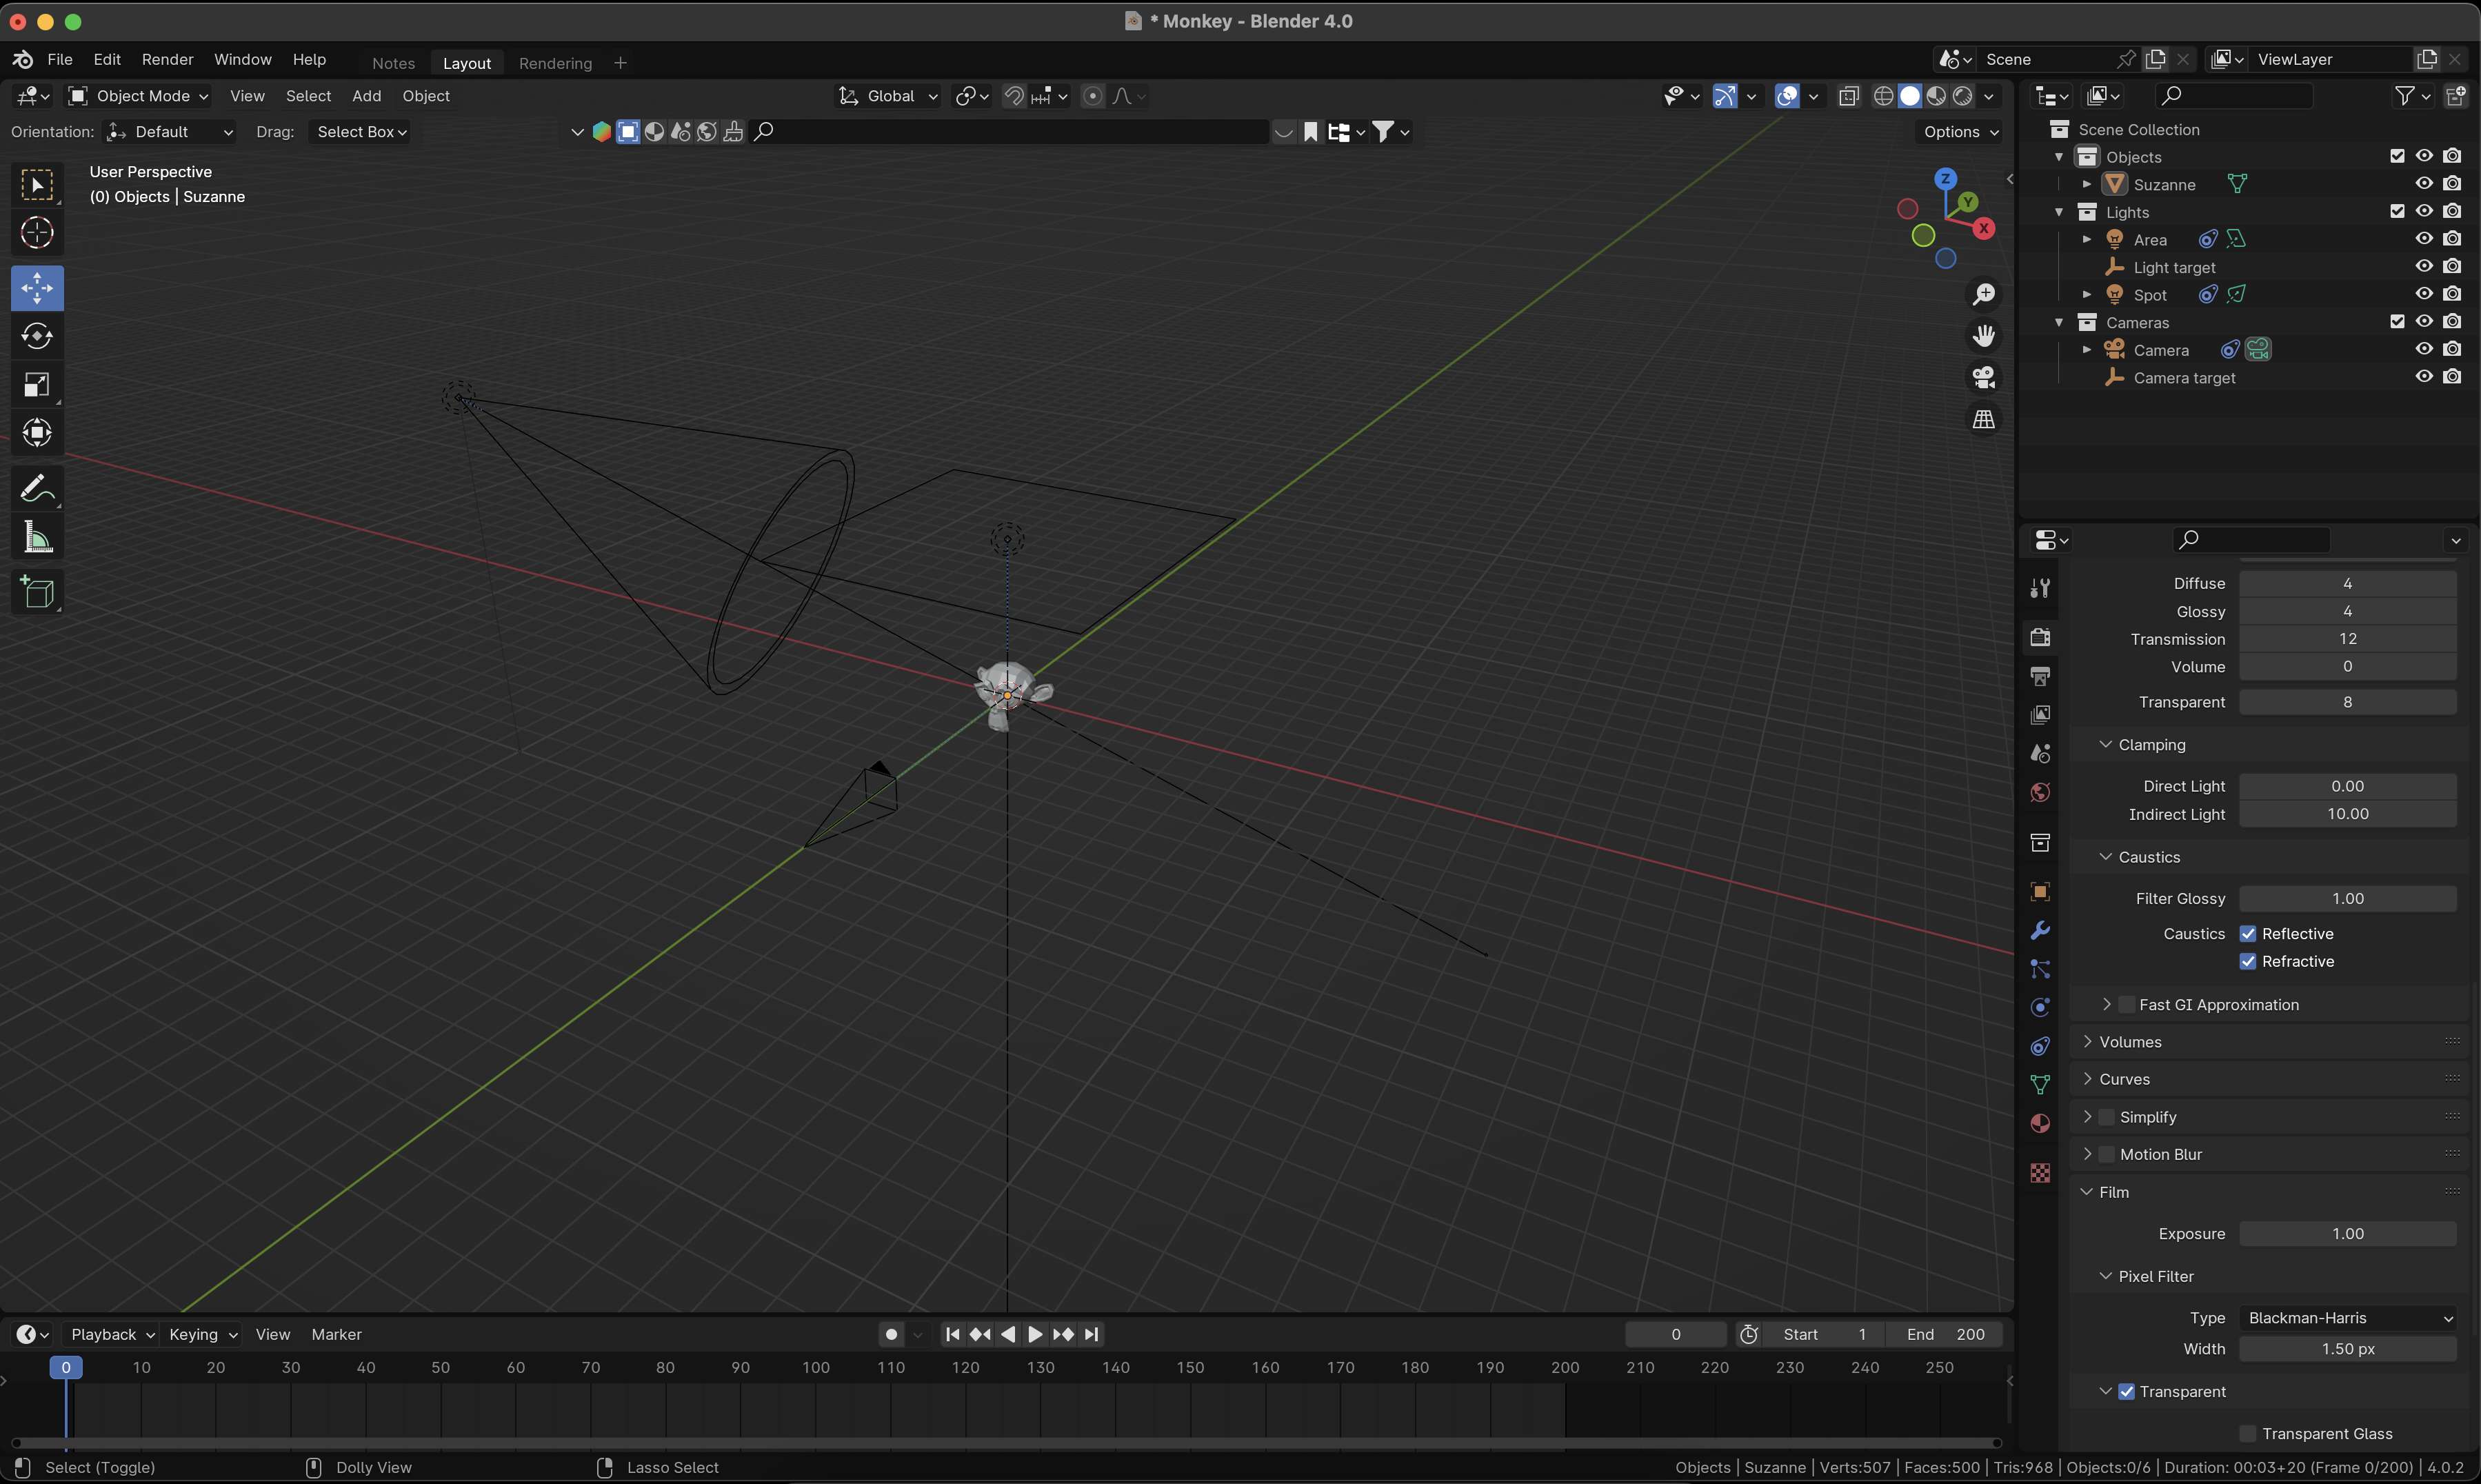 * Monkey - Blender 4.0
File Edit Render Window Help Notes Layout Rendering Scene ViewLayer
Object Mode View Select Add Object Global
Orientation: Default Drag: Select Box Options
User Perspective
(0) Objects | Suzanne
Z
Y
X
Scene Collection
Objects
Suzanne
Lights
Area
Light target
Spot
Cameras
Camera
Camera target
Diffuse 4
Glossy 4
Transmission 12
Volume 0
Transparent 8
Clamping
Direct Light 0.00
Indirect Light 10.00
Caustics
Filter Glossy 1.00
Caustics Reflective
Refractive
Fast GI Approximation
Volumes
Curves
Simplify
Motion Blur
Film
Exposure 1.00
Pixel Filter
Type Blackman-Harris
Width 1.50 px
Transparent
Transparent Glass
Playback Keying View Marker 0 Start 1 End 200
0 10 20 30 40 50 60 70 80 90 100 110 120 130 140 150 160 170 180 190 200 210 220 230 240 250
Select (Toggle) Dolly View Lasso Select Objects | Suzanne | Verts:507 | Faces:500 | Tris:968 | Objects:0/6 | Duration: 00:03+20 (Frame 0/200) | 4.0.2